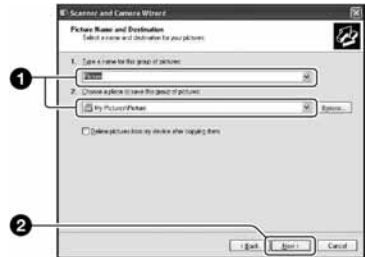 Scanner and Camera Wizard
Picture Name and Destination
Select a name and destination for your pictures.
1. Type a name for this group of pictures:
Picture
2. Choose a place to save this group of pictures:
My Pictures\Picture
Browse...
Delete pictures from my device after copying them
< Back
Next >
Cancel
1
2